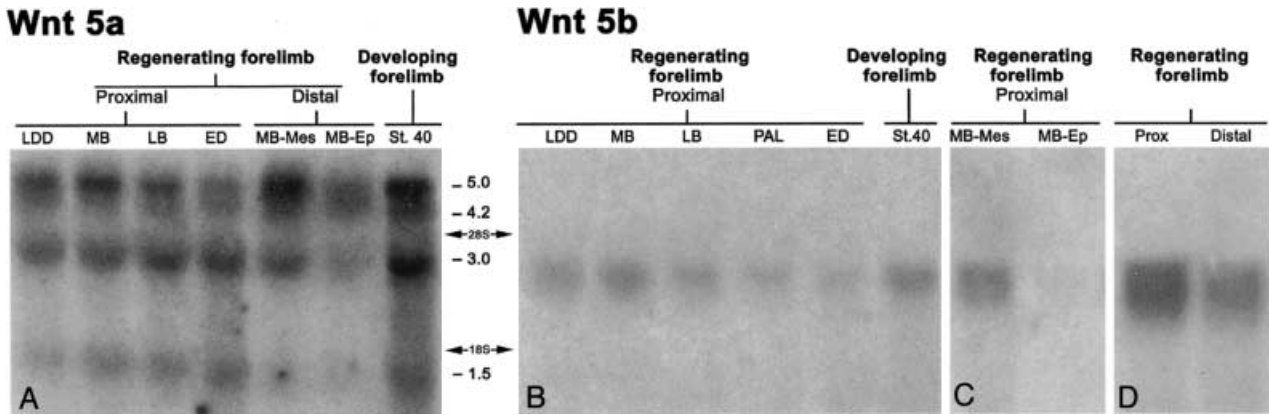 Wnt 5a
Regenerating forelimb
Developing forelimb
Proximal
Distal
LDD MB LB ED MB-Mes MB-Ep St. 40
– 5.0
– 4.2
28S
– 3.0
18S
– 1.5
A
Wnt 5b
Regenerating forelimb
Proximal
Developing forelimb
LDD MB LB PAL ED St.40
B
Regenerating forelimb
Proximal
MB-Mes MB-Ep
C
Regenerating forelimb
Prox Distal
D